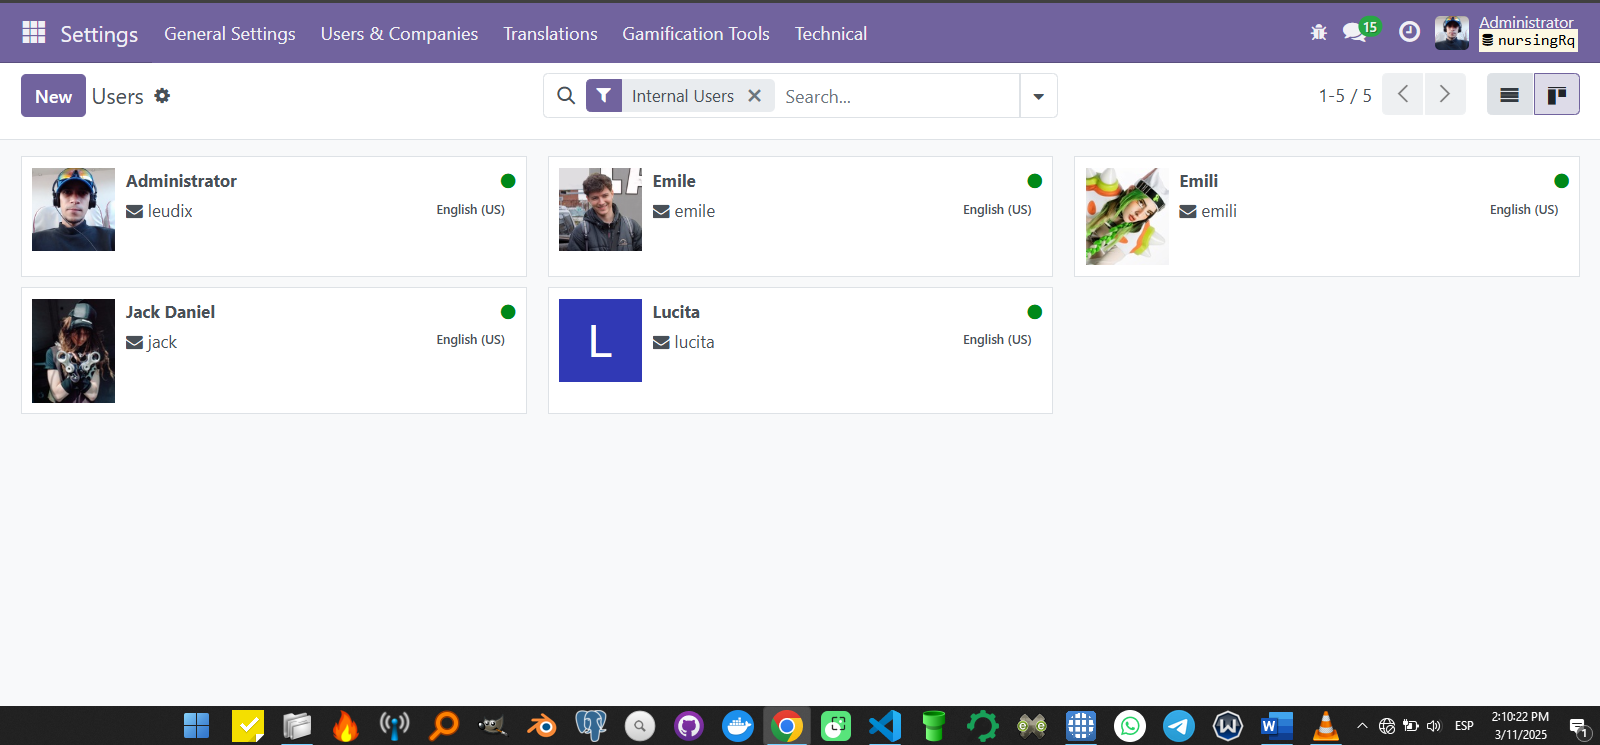 Settings General Settings Users & Companies Translations Gamification Tools Technical 15 Administrator
nursingRq
New Users Internal Users Search... 1-5 / 5
Administrator
leudix English (US)
Emile
emile English (US)
Emili
emili English (US)
Jack Daniel
jack English (US)
L
Lucita
lucita English (US)
W
ESP
2:10:22 PM
3/11/2025
1